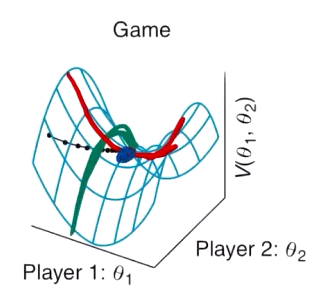 Game
V(θ₁, θ₂)
Player 2: θ₂
Player 1: θ₁